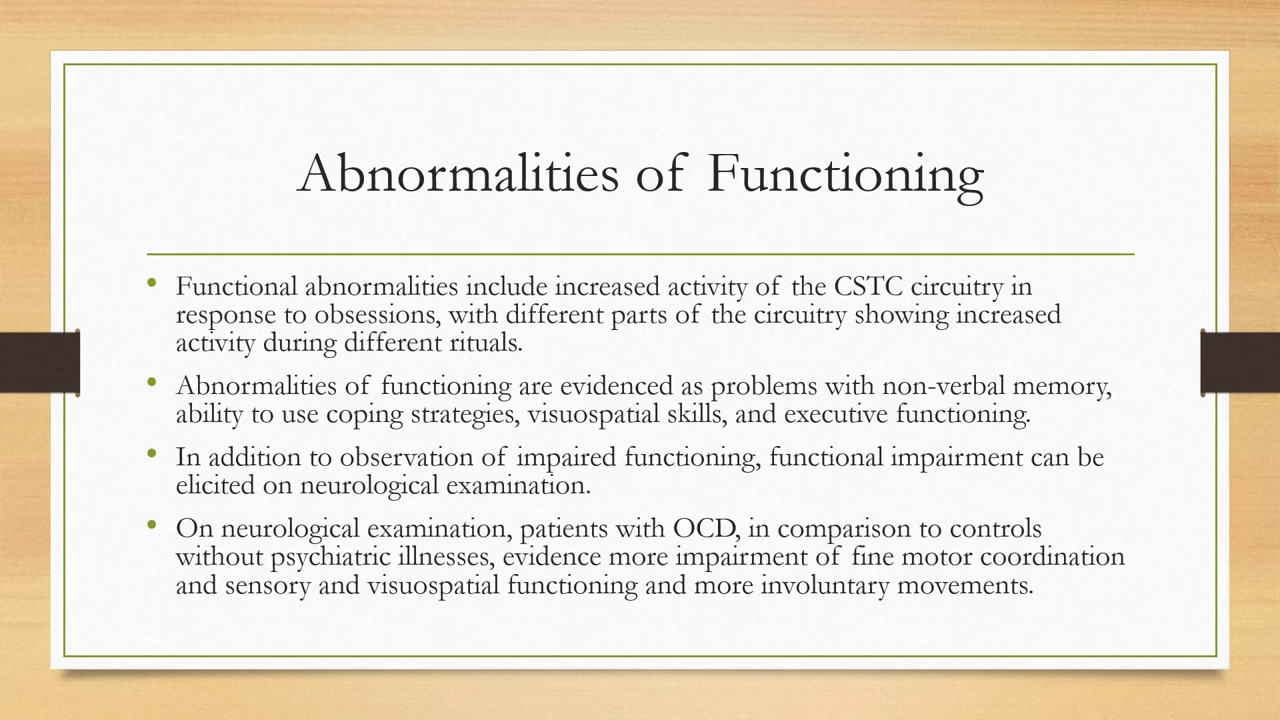 Abnormalities of Functioning
• Functional abnormalities include increased activity of the CSTC circuitry in
response to obsessions, with different parts of the circuitry showing increased
activity during different rituals.
• Abnormalities of functioning are evidenced as problems with non-verbal memory,
ability to use coping strategies, visuospatial skills, and executive functioning.
• In addition to observation of impaired functioning, functional impairment can be
elicited on neurological examination.
• On neurological examination, patients with OCD, in comparison to controls
without psychiatric illnesses, evidence more impairment of fine motor coordination
and sensory and visuospatial functioning and more involuntary movements.